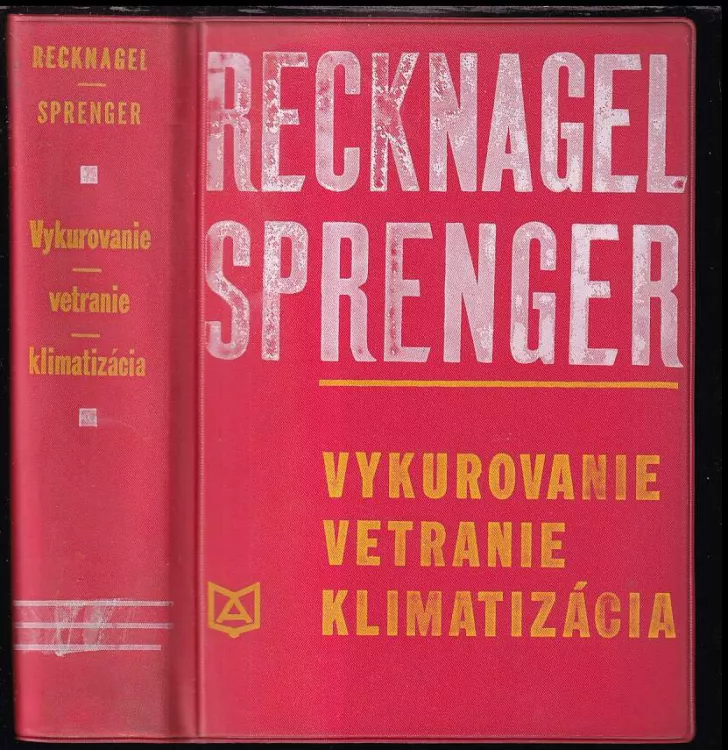 RECKNAGEL
SPRENGER
Vykurovanie
vetranie
klimatizácia
RECKNAGEL
SPRENGER
VYKUROVANIE
VETRANIE
KLIMATIZÁCIA